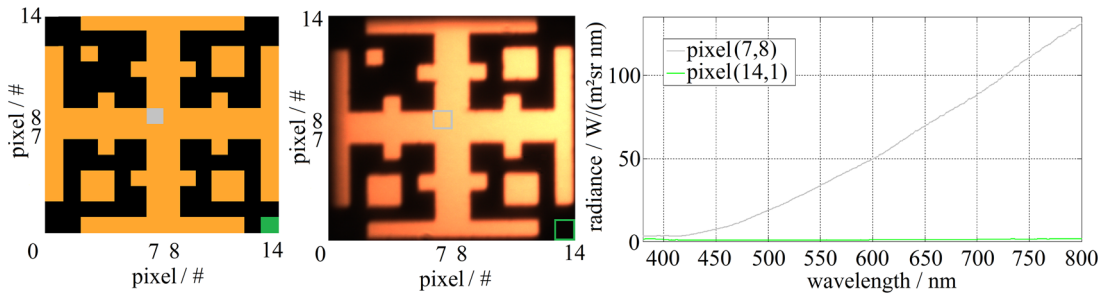 14
8
7
0
7 8
14
pixel / #
pixel / #
14
8
7
0
7 8
14
pixel / #
pixel / #
pixel(7,8)
pixel(14,1)
100
50
0
400 450 500 550 600 650 700 750 800
wavelength / nm
radiance / W/(m²sr nm)